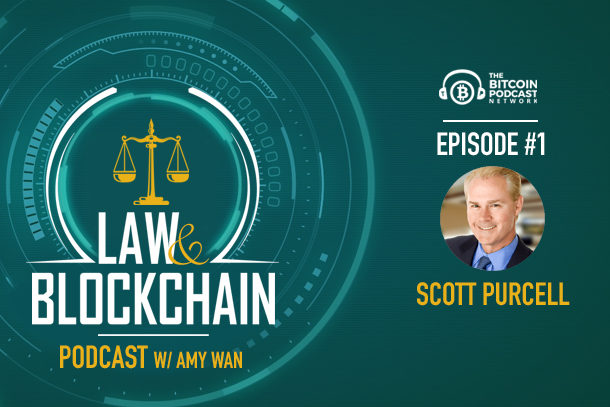 LAW &
BLOCKCHAIN
PODCAST W/ AMY WAN
THE
BITCOIN
PODCAST
NETWORK
EPISODE #1
SCOTT PURCELL